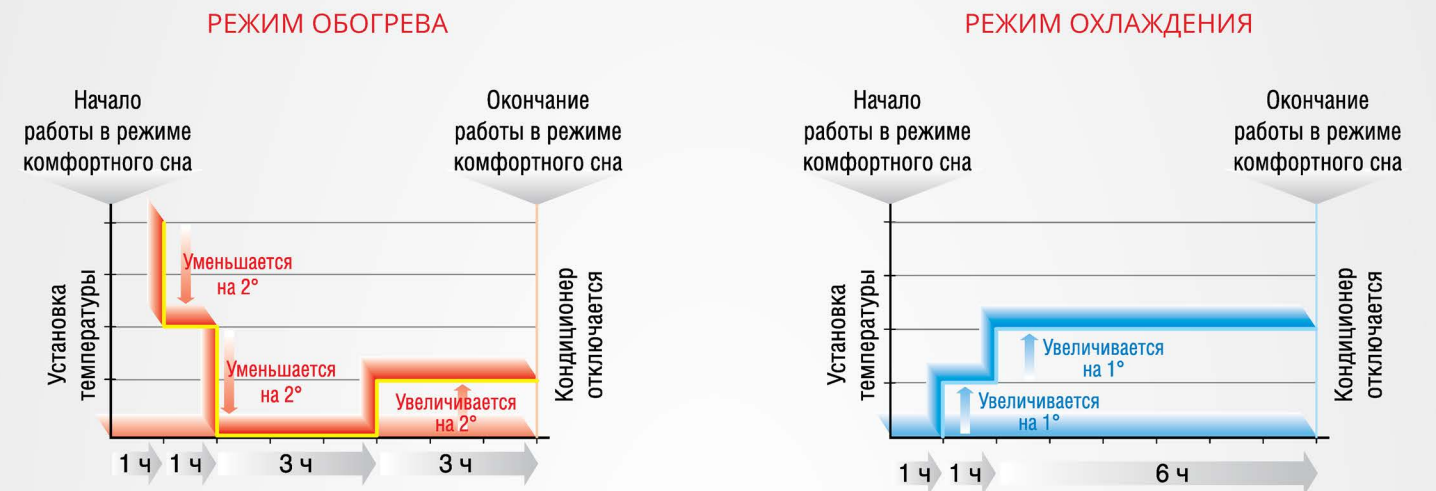 РЕЖИМ ОБОГРЕВА
Начало
работы в режиме
комфортного сна
Окончание
работы в режиме
комфортного сна
Установка
температуры
Уменьшается
на 2°
Уменьшается
на 2°
Увеличивается
на 2°
Кондиционер
отключается
1 ч 1 ч 3 ч 3 ч
РЕЖИМ ОХЛАЖДЕНИЯ
Начало
работы в режиме
комфортного сна
Окончание
работы в режиме
комфортного сна
Установка
температуры
Увеличивается
на 1°
Увеличивается
на 1°
Кондиционер
отключается
1 ч 1 ч 6 ч